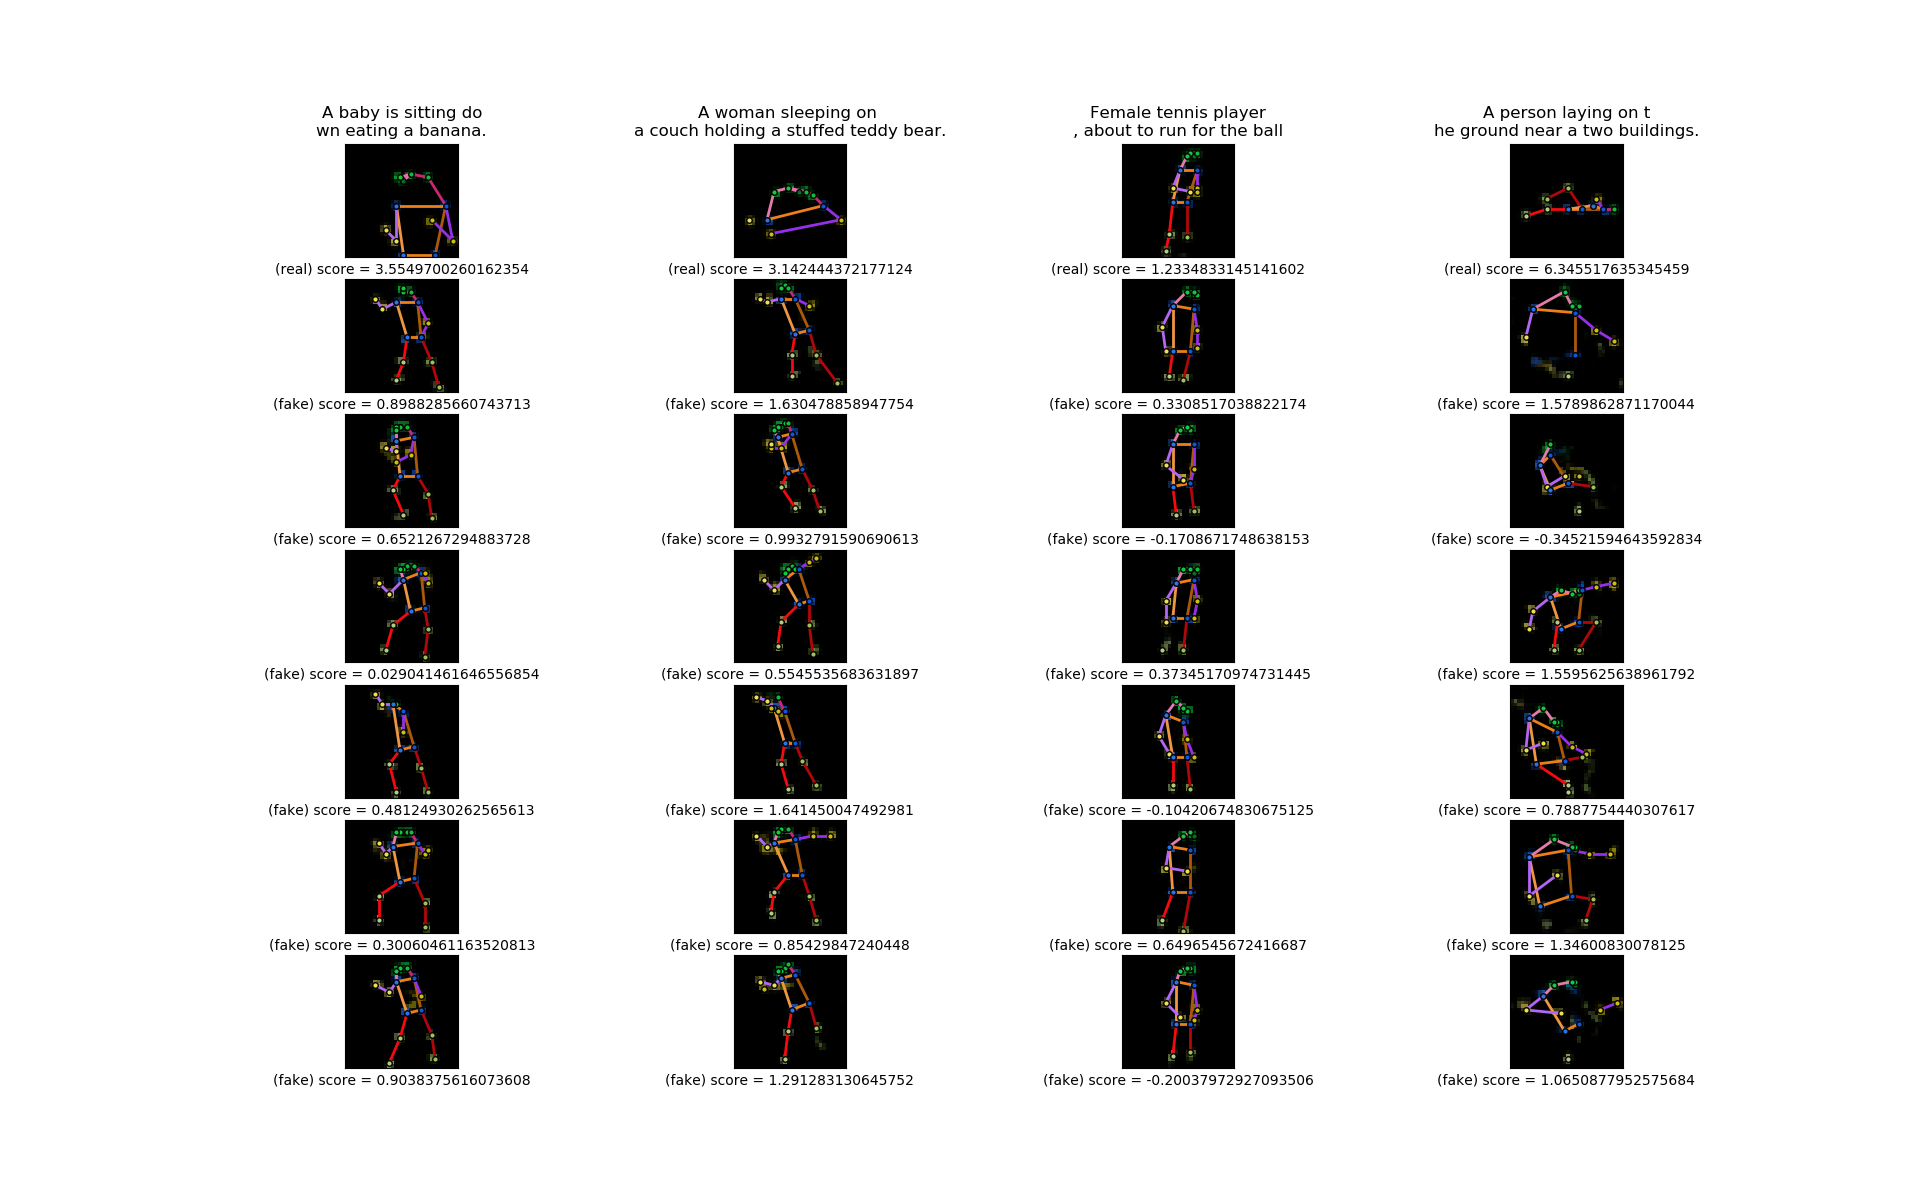 A baby is sitting do
wn eating a banana.
A woman sleeping on
a couch holding a stuffed teddy bear.
Female tennis player
, about to run for the ball
A person laying on t
he ground near a two buildings.
(real) score = 3.5549700260162354
(real) score = 3.142444372177124
(real) score = 1.2334833145141602
(real) score = 6.345517635345459
(fake) score = 0.8988285660743713
(fake) score = 1.630478858947754
(fake) score = 0.3308517038822174
(fake) score = 1.5789862871170044
(fake) score = 0.6521267294883728
(fake) score = 0.9932791590690613
(fake) score = -0.1708671748638153
(fake) score = -0.34521594643592834
(fake) score = 0.029041461646556854
(fake) score = 0.5545535683631897
(fake) score = 0.37345170974731445
(fake) score = 1.5595625638961792
(fake) score = 0.48124930262565613
(fake) score = 1.641450047492981
(fake) score = -0.10420674830675125
(fake) score = 0.7887754440307617
(fake) score = 0.30060461163520813
(fake) score = 0.85429847240448
(fake) score = 0.6496545672416687
(fake) score = 1.34600830078125
(fake) score = 0.9038375616073608
(fake) score = 1.291283130645752
(fake) score = -0.20037972927093506
(fake) score = 1.0650877952575684